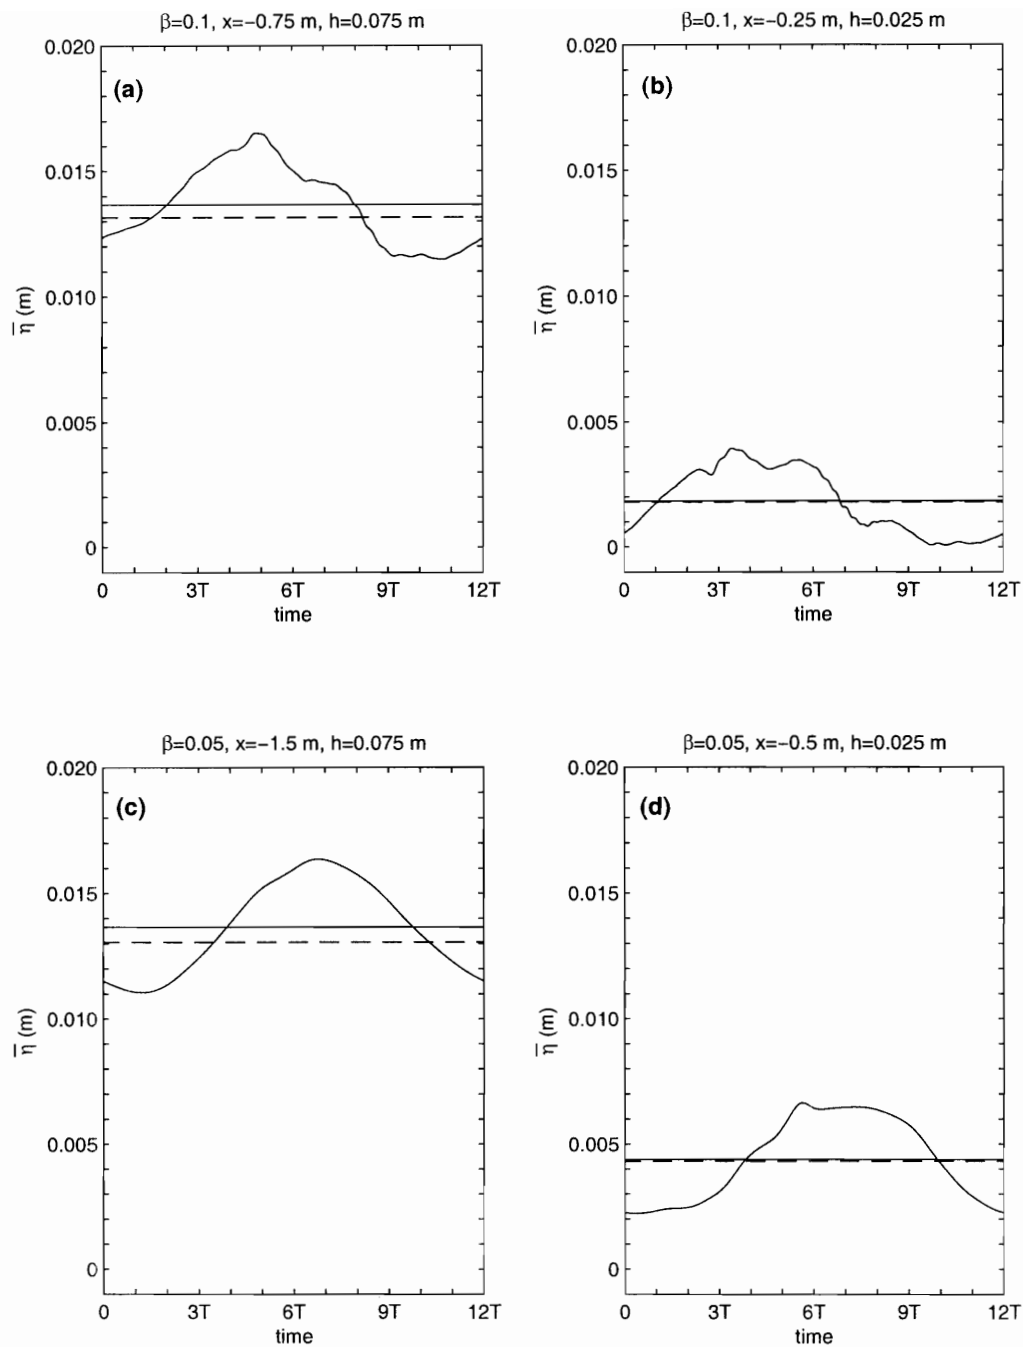 β=0.1, x=−0.75 m, h=0.075 m
(a)
0.020
0.015
0.010
0.005
0
η̅ (m)
0 3T 6T 9T 12T
time
β=0.1, x=−0.25 m, h=0.025 m
(b)
0.020
0.015
0.010
0.005
0
η̅ (m)
0 3T 6T 9T 12T
time
β=0.05, x=−1.5 m, h=0.075 m
(c)
0.020
0.015
0.010
0.005
0
η̅ (m)
0 3T 6T 9T 12T
time
β=0.05, x=−0.5 m, h=0.025 m
(d)
0.020
0.015
0.010
0.005
0
η̅ (m)
0 3T 6T 9T 12T
time